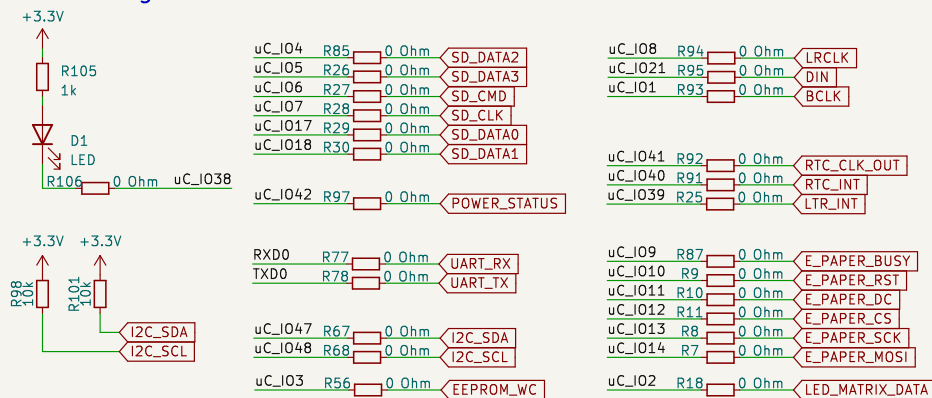 +3.3V
R105
1k
D1
LED
R106 0 Ohm uC_IO38
+3.3V +3.3V
R98 10k
R101 10k
I2C_SDA
I2C_SCL
uC_IO4 R85 0 Ohm SD_DATA2
uC_IO5 R26 0 Ohm SD_DATA3
uC_IO6 R27 0 Ohm SD_CMD
uC_IO7 R28 0 Ohm SD_CLK
uC_IO17 R29 0 Ohm SD_DATA0
uC_IO18 R30 0 Ohm SD_DATA1
uC_IO42 R97 0 Ohm POWER_STATUS
RXD0 R77 0 Ohm UART_RX
TXD0 R78 0 Ohm UART_TX
uC_IO47 R67 0 Ohm I2C_SDA
uC_IO48 R68 0 Ohm I2C_SCL
uC_IO3 R56 0 Ohm EEPROM_WC
uC_IO8 R94 0 Ohm LRCLK
uC_IO21 R95 0 Ohm DIN
uC_IO1 R93 0 Ohm BCLK
uC_IO41 R92 0 Ohm RTC_CLK_OUT
uC_IO40 R91 0 Ohm RTC_INT
uC_IO39 R25 0 Ohm LTR_INT
uC_IO9 R87 0 Ohm E_PAPER_BUSY
uC_IO10 R9 0 Ohm E_PAPER_RST
uC_IO11 R10 0 Ohm E_PAPER_DC
uC_IO12 R11 0 Ohm E_PAPER_CS
uC_IO13 R8 0 Ohm E_PAPER_SCK
uC_IO14 R7 0 Ohm E_PAPER_MOSI
uC_IO2 R18 0 Ohm LED_MATRIX_DATA